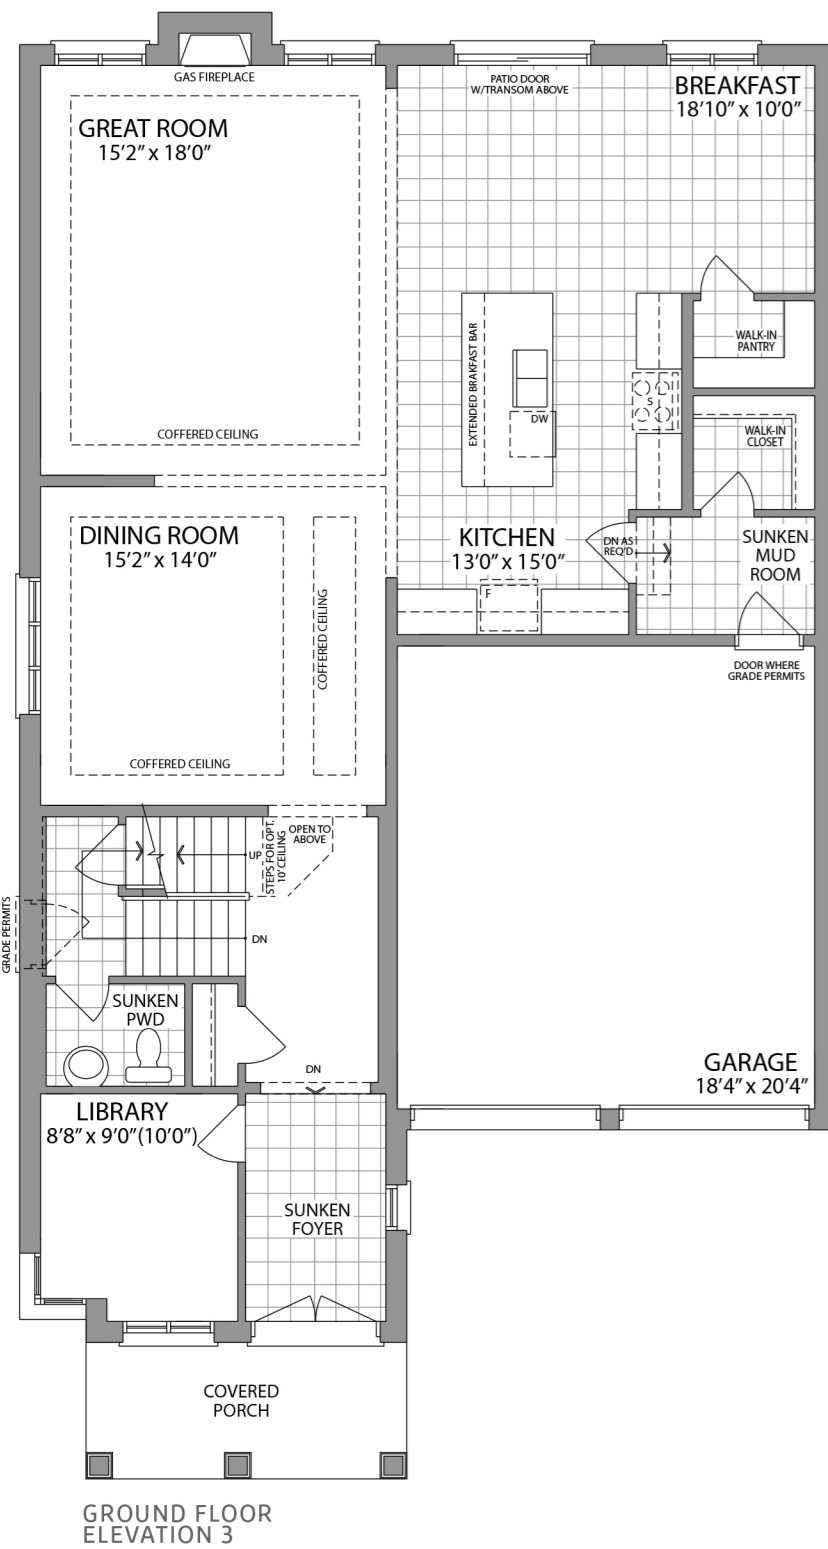 GAS FIREPLACE
PATIO DOOR
W/TRANSOM ABOVE
BREAKFAST
18'10" x 10'0"
GREAT ROOM
15'2" x 18'0"
WALK-IN
PANTRY
EXTENDED BREAKFAST BAR
S
DW
COFFERED CEILING
WALK-IN
CLOSET
DINING ROOM
15'2" x 14'0"
KITCHEN
13'0" x 15'0"
DN AS
REQ'D
SUNKEN
MUD
ROOM
F
COFFERED CEILING
DOOR WHERE
GRADE PERMITS
COFFERED CEILING
OPEN TO
ABOVE
STEPS FOR OPT.
10' CEILING
UP
DN
GRADE PERMITS
SUNKEN
PWD
DN
GARAGE
18'4" x 20'4"
LIBRARY
8'8" x 9'0"(10'0")
SUNKEN
FOYER
COVERED
PORCH
GROUND FLOOR
ELEVATION 3